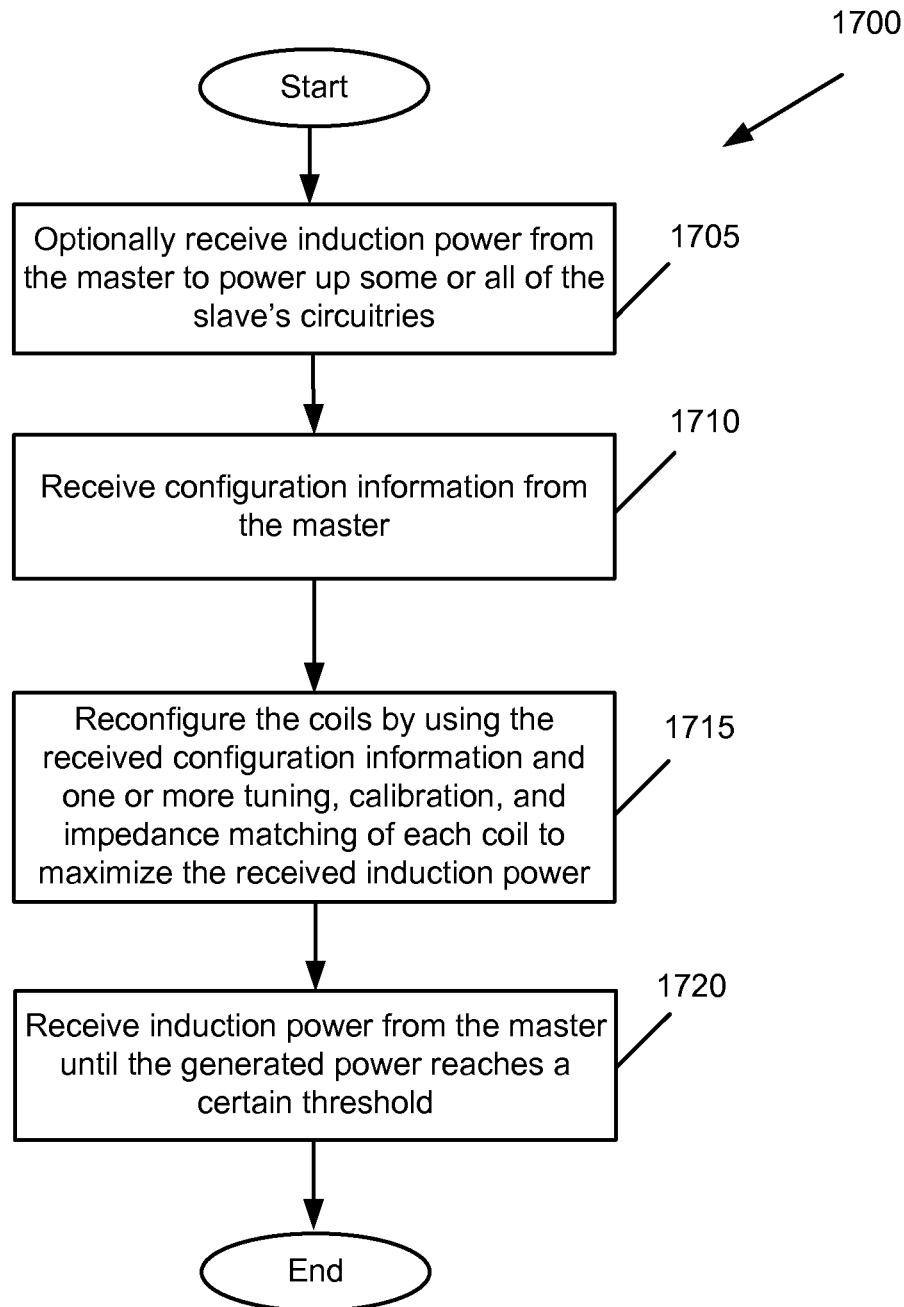 1700
Start
Optionally receive induction power from
the master to power up some or all of the
slave's circuitries
1705
Receive configuration information from
the master
1710
Reconfigure the coils by using the
received configuration information and
one or more tuning, calibration, and
impedance matching of each coil to
maximize the received induction power
1715
Receive induction power from the master
until the generated power reaches a
certain threshold
1720
End